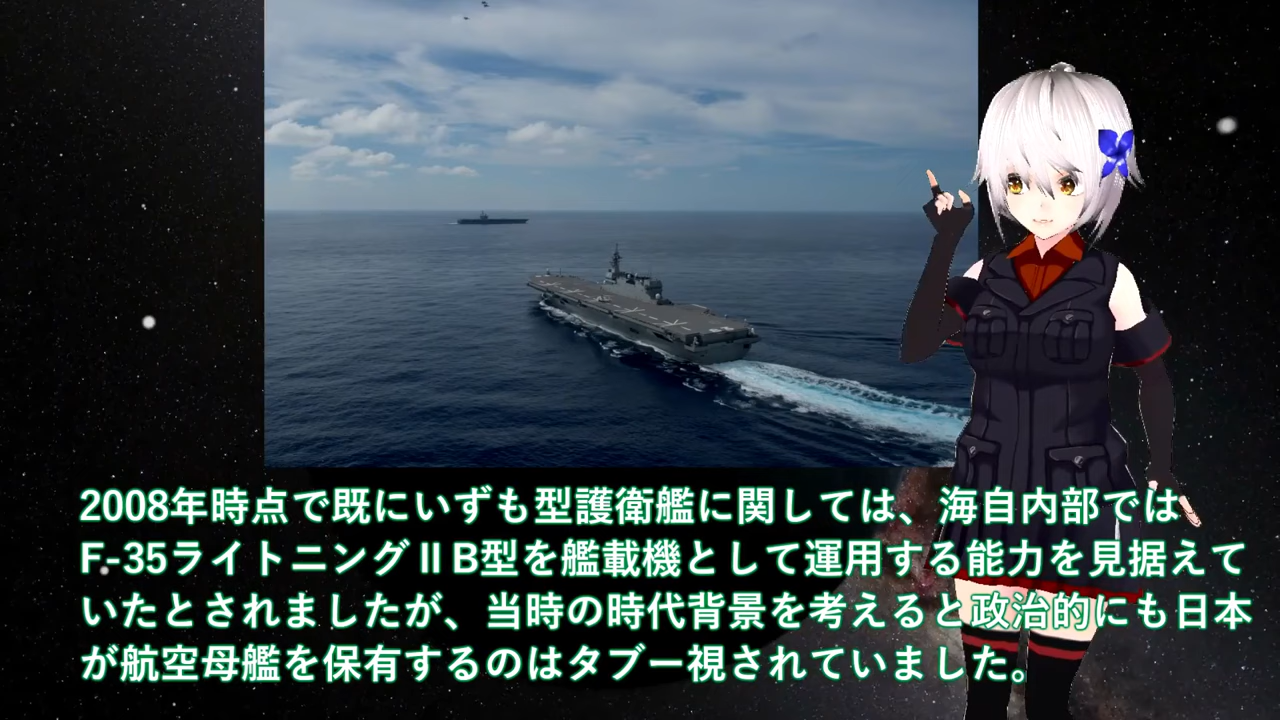 2008年時点で既にいずも型護衛艦に関しては、海自内部では
F-35ライトニングⅡB型を艦載機として運用する能力を見据えて
いたとされましたが、当時の時代背景を考えると政治的にも日本
が航空母艦を保有するのはタブー視されていました。